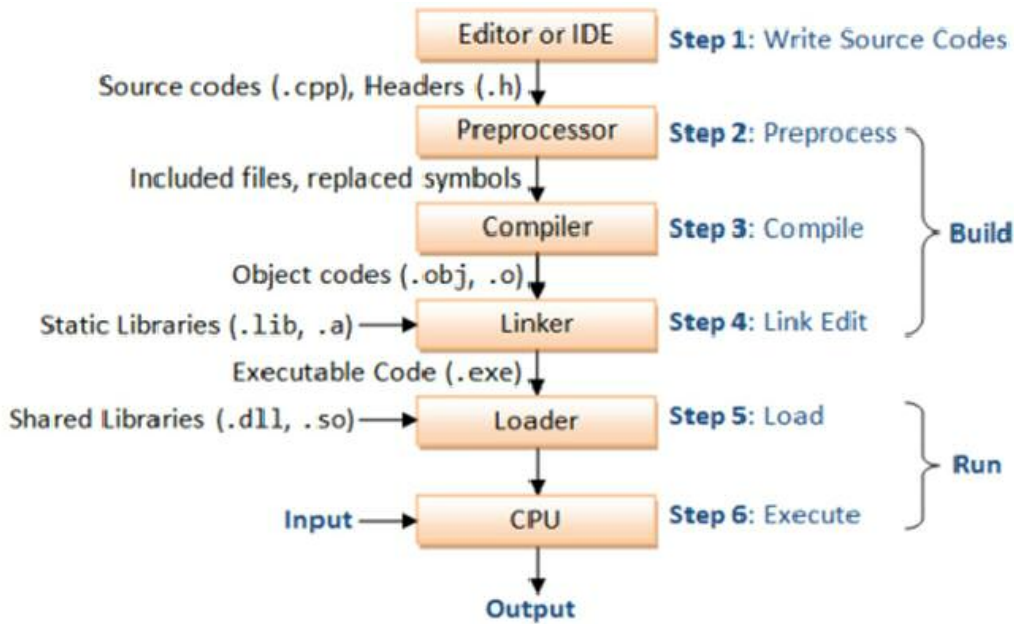 Editor or IDE Step 1: Write Source Codes
Source codes (.cpp), Headers (.h)
Preprocessor Step 2: Preprocess
Included files, replaced symbols
Compiler Step 3: Compile
Build
Object codes (.obj, .o)
Static Libraries (.lib, .a) Linker Step 4: Link Edit
Executable Code (.exe)
Shared Libraries (.dll, .so) Loader Step 5: Load
Run
Input CPU Step 6: Execute
Output